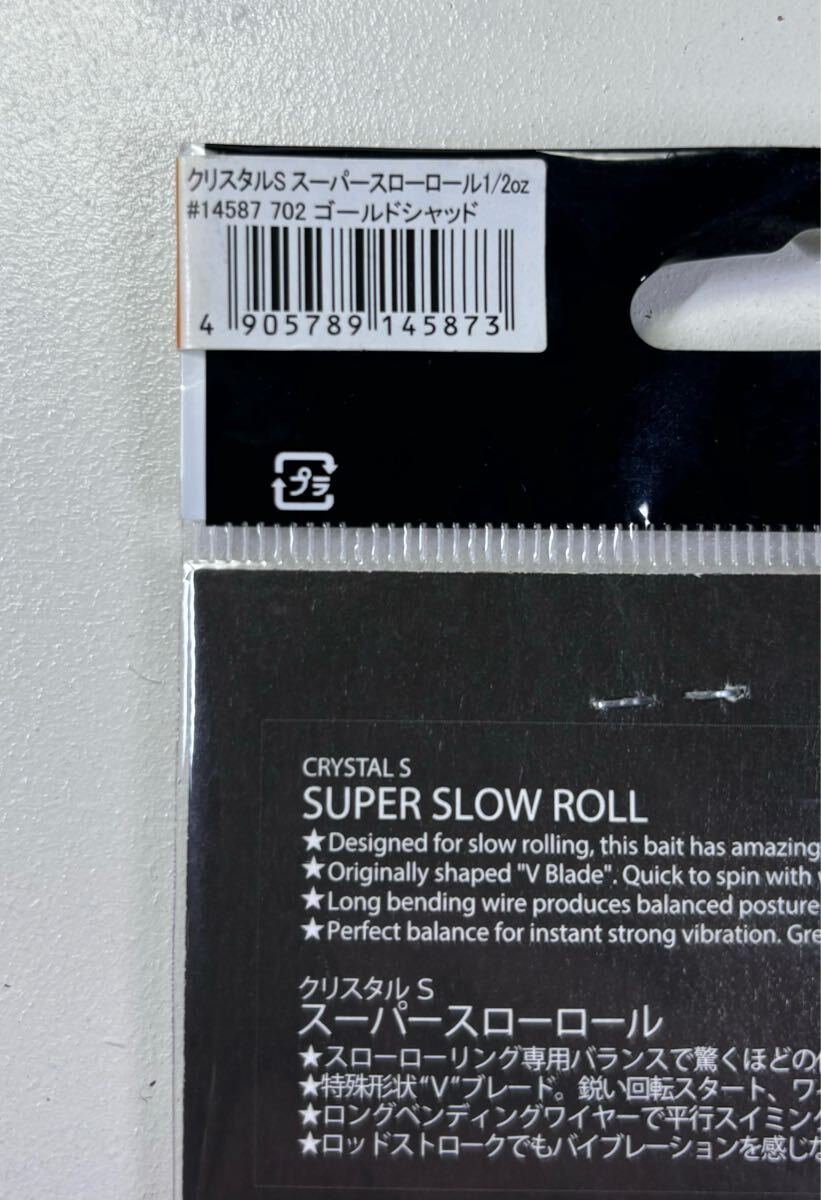 クリスタルS スーパースローロール1/2oz
#14587 702 ゴールドシャッド
4 905789 145873
プラ
CRYSTAL S
SUPER SLOW ROLL
★Designed for slow rolling, this bait has amazing
★Originally shaped "V Blade". Quick to spin with
★Long bending wire produces balanced posture
★Perfect balance for instant strong vibration. Gre
クリスタル S
スーパースローロール
★スローローリング専用バランスで驚くほどの
★特殊形状“V”ブレード。鋭い回転スタート、ワ
★ロングベンディングワイヤーで平行スイミング
★ロッドストロークでもバイブレーションを感じな